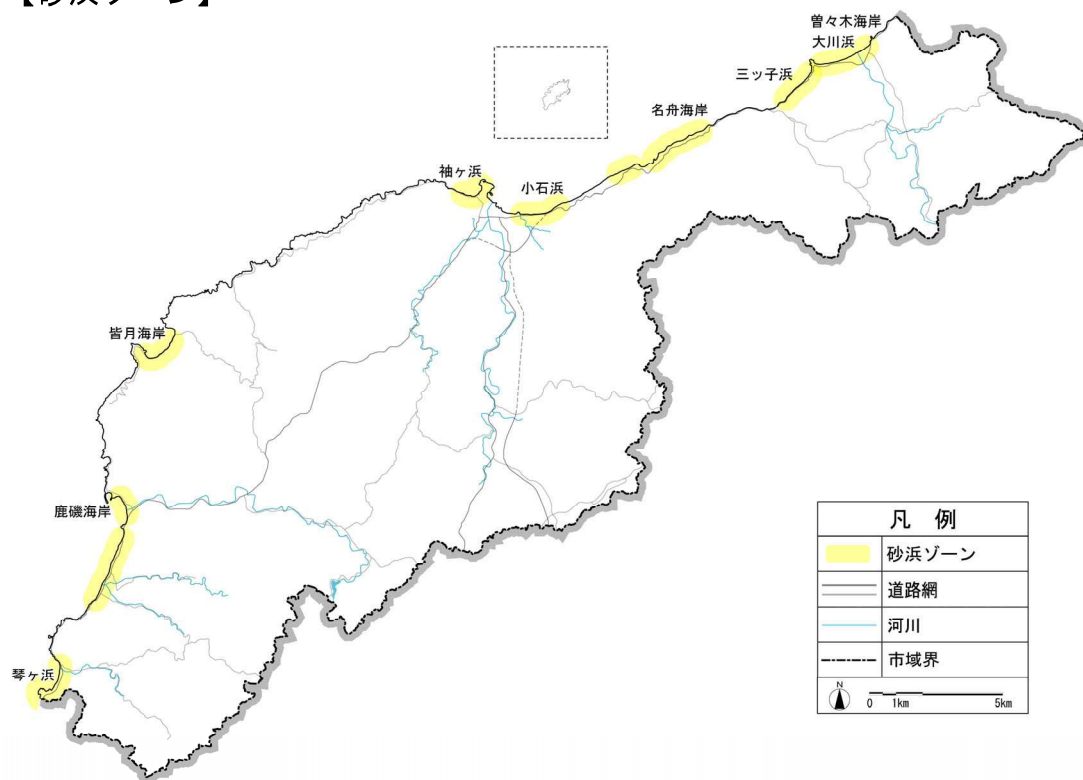 【砂浜ゾーン】
曽々木海岸
大川浜
三ッ子浜
名舟海岸
袖ヶ浜
小石浜
皆月海岸
鹿磯海岸
琴ヶ浜
凡 例
砂浜ゾーン
道路網
河川
市域界
N
0 1km 5km